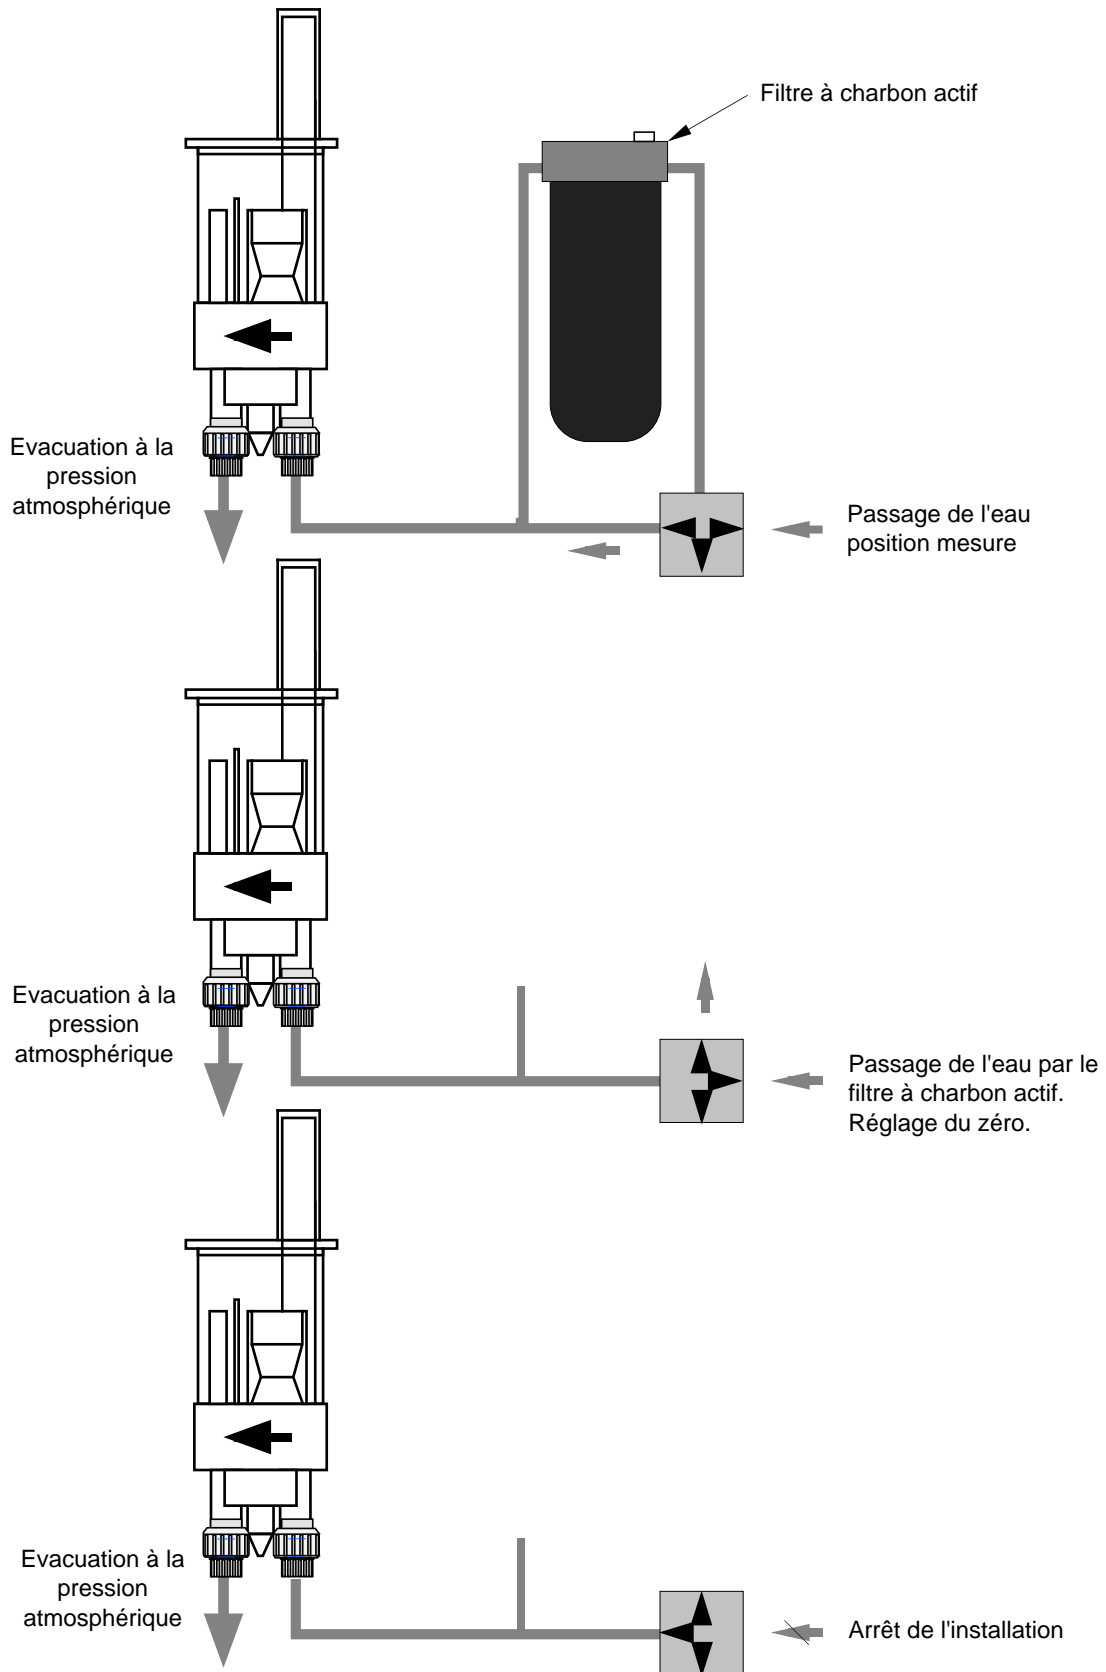 Filtre à charbon actif
Evacuation à la
pression
atmosphérique
Passage de l'eau
position mesure
Evacuation à la
pression
atmosphérique
Passage de l'eau par le
filtre à charbon actif.
Réglage du zéro.
Evacuation à la
pression
atmosphérique
Arrêt de l'installation